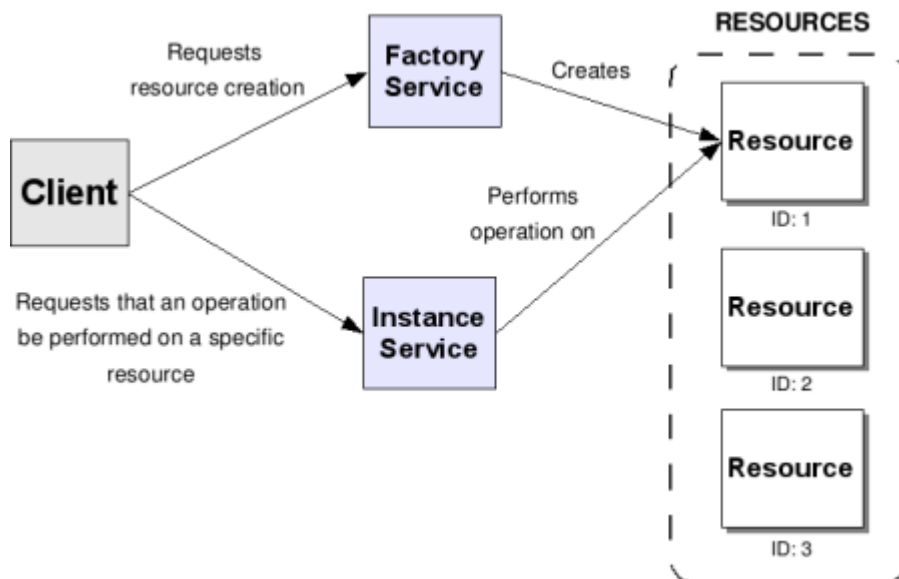 RESOURCES
Requests
resource creation
Factory
Service
Creates
Resource
ID: 1
Client
Performs
operation on
Requests that an operation
be performed on a specific
resource
Instance
Service
Resource
ID: 2
Resource
ID: 3